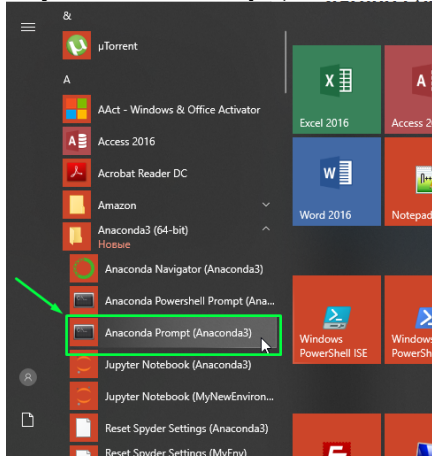 &
µTorrent
A
AAct - Windows & Office Activator
Access 2016
Acrobat Reader DC
Amazon
Anaconda3 (64-bit)
Новые
Anaconda Navigator (Anaconda3)
Anaconda Powershell Prompt (Ana...
Anaconda Prompt (Anaconda3)
Jupyter Notebook (Anaconda3)
Jupyter Notebook (MyNewEnviron...
Reset Spyder Settings (Anaconda3)
Reset Spyder Settings (MyEnv)
Excel 2016
Access 2
Word 2016
Notepad
Windows
PowerShell ISE
Windows
PowerSh